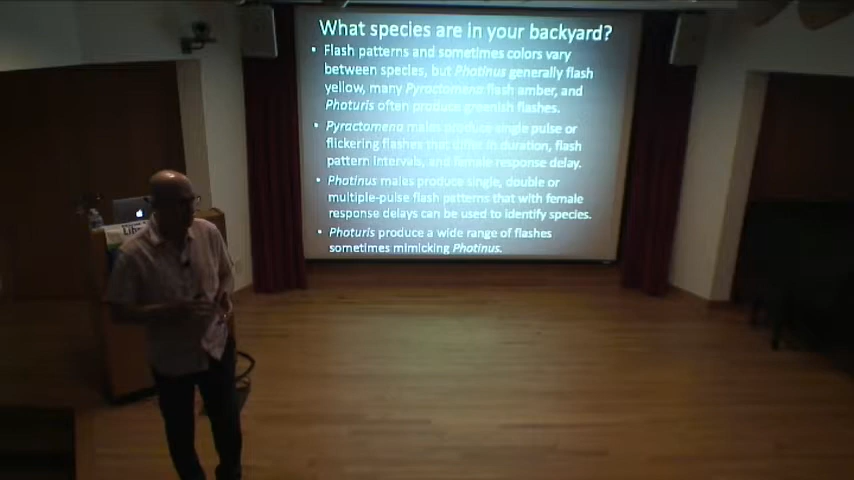 What species are in your backyard?
• Flash patterns and sometimes colors vary
between species, but Photinus generally flash
yellow, many Pyractomena flash amber, and
Photuris often produce greenish flashes.
• Pyractomena males produce single pulse or
flickering flashes that differ in duration, flash
pattern intervals, and female response delay.
• Photinus males produce single, double or
multiple-pulse flash patterns that with female
response delays can be used to identify species.
• Photuris produce a wide range of flashes
sometimes mimicking Photinus.